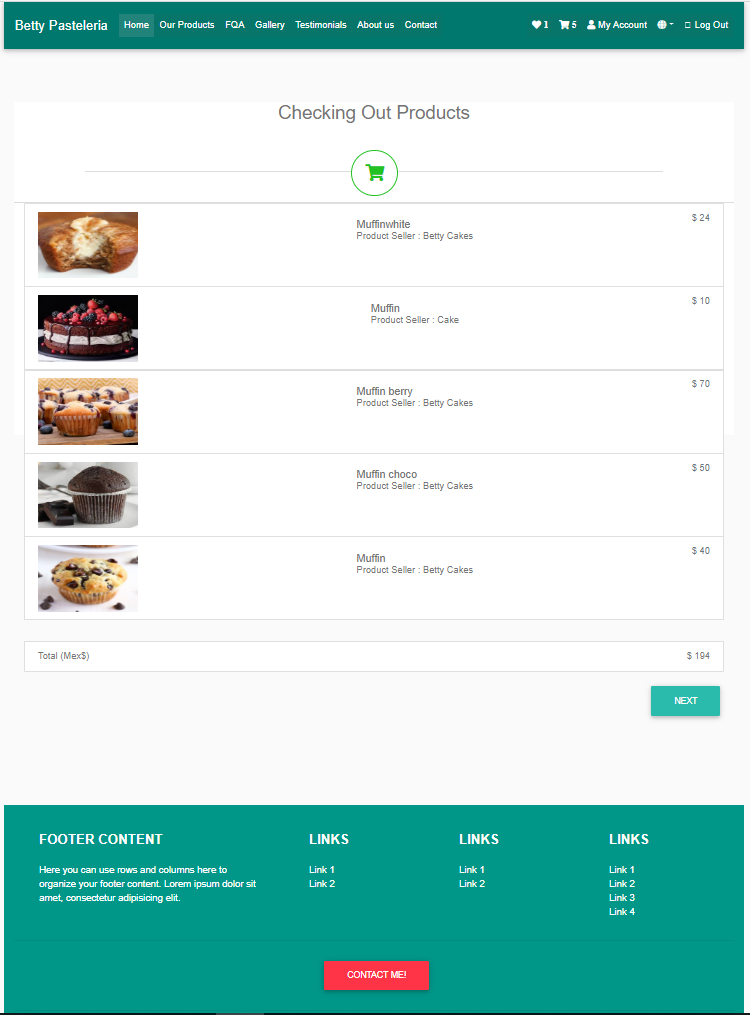 Betty Pasteleria Home Our Products FQA Gallery Testimonials About us Contact 1 5 My Account Log Out
Checking Out Products
Muffinwhite $ 24
Product Seller : Betty Cakes
Muffin $ 10
Product Seller : Cake
Muffin berry $ 70
Product Seller : Betty Cakes
Muffin choco $ 50
Product Seller : Betty Cakes
Muffin $ 40
Product Seller : Betty Cakes
Total (Mex$) $ 194
NEXT
FOOTER CONTENT
Here you can use rows and columns here to
organize your footer content. Lorem ipsum dolor sit
amet, consectetur adipisicing elit.
LINKS
Link 1
Link 2
LINKS
Link 1
Link 2
LINKS
Link 1
Link 2
Link 3
Link 4
CONTACT ME!